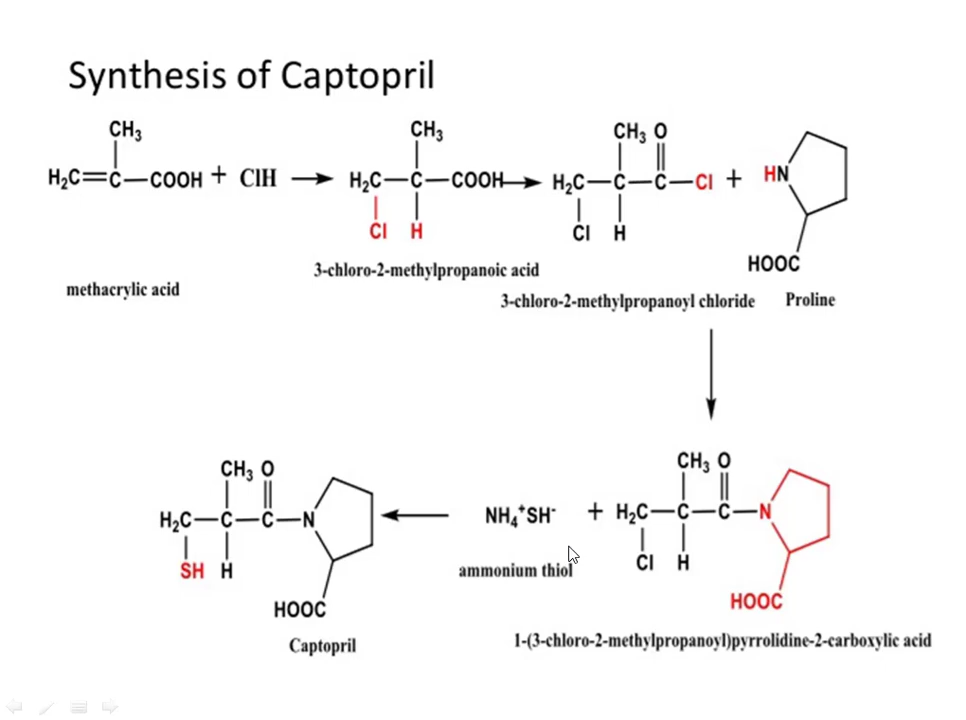 Synthesis of Captopril
CH₃
H₂C=C—COOH + ClH
methacrylic acid
CH₃
H₂C—C—COOH
Cl H
3-chloro-2-methylpropanoic acid
CH₃ O
H₂C—C—C—Cl +
Cl H
3-chloro-2-methylpropanoyl chloride
HN
HOOC
Proline
CH₃ O
H₂C—C—C—N
SH H
HOOC
Captopril
NH₄⁺SH⁻ +
ammonium thiol
CH₃ O
H₂C—C—C—N
Cl H
HOOC
1-(3-chloro-2-methylpropanoyl)pyrrolidine-2-carboxylic acid